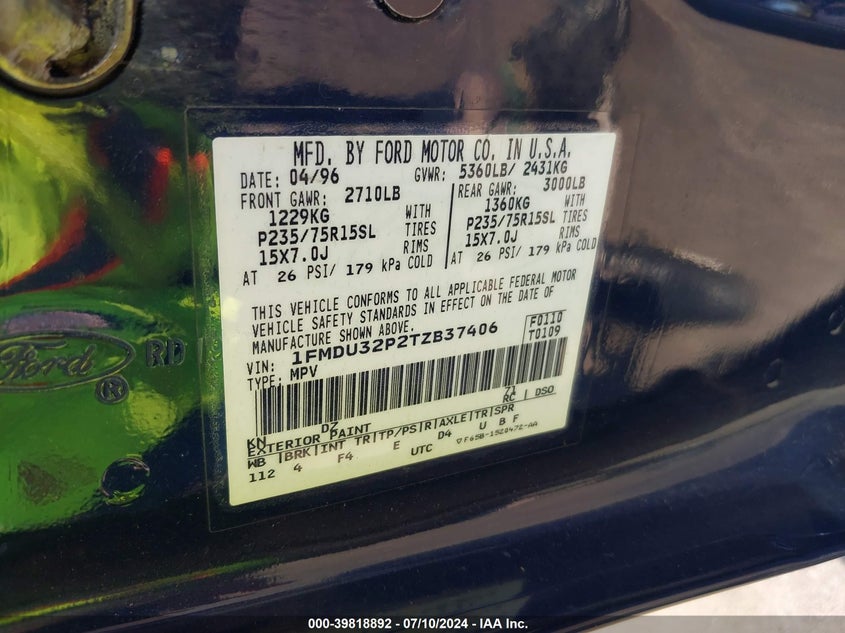 MFD. BY FORD MOTOR CO. IN U.S.A.
DATE: 04/96 GVWR: 5360LB/ 2431KG
FRONT GAWR: 2710LB REAR GAWR: 3000LB
1229KG WITH 1360KG WITH
P235/75R15SL TIRES P235/75R15SL TIRES
15X7.0J RIMS 15X7.0J RIMS
AT 26 PSI/ 179 kPa COLD AT 26 PSI/ 179 kPa COLD
THIS VEHICLE CONFORMS TO ALL APPLICABLE FEDERAL MOTOR
VEHICLE SAFETY STANDARDS IN EFFECT ON THE DATE OF
MANUFACTURE SHOWN ABOVE.
VIN: 1FMDU32P2TZB37406 F0110
TYPE: MPV T0109
KN DZ 71
EXTERIOR PAINT RC DSO
WB BRK INT TR TP/PS R AXLE TR SPR
112 4 F4 E D4 U B F
UTC ▽F65B-1520472-AA
Ford ® RD
000-39818892 - 07/10/2024 - IAA Inc.